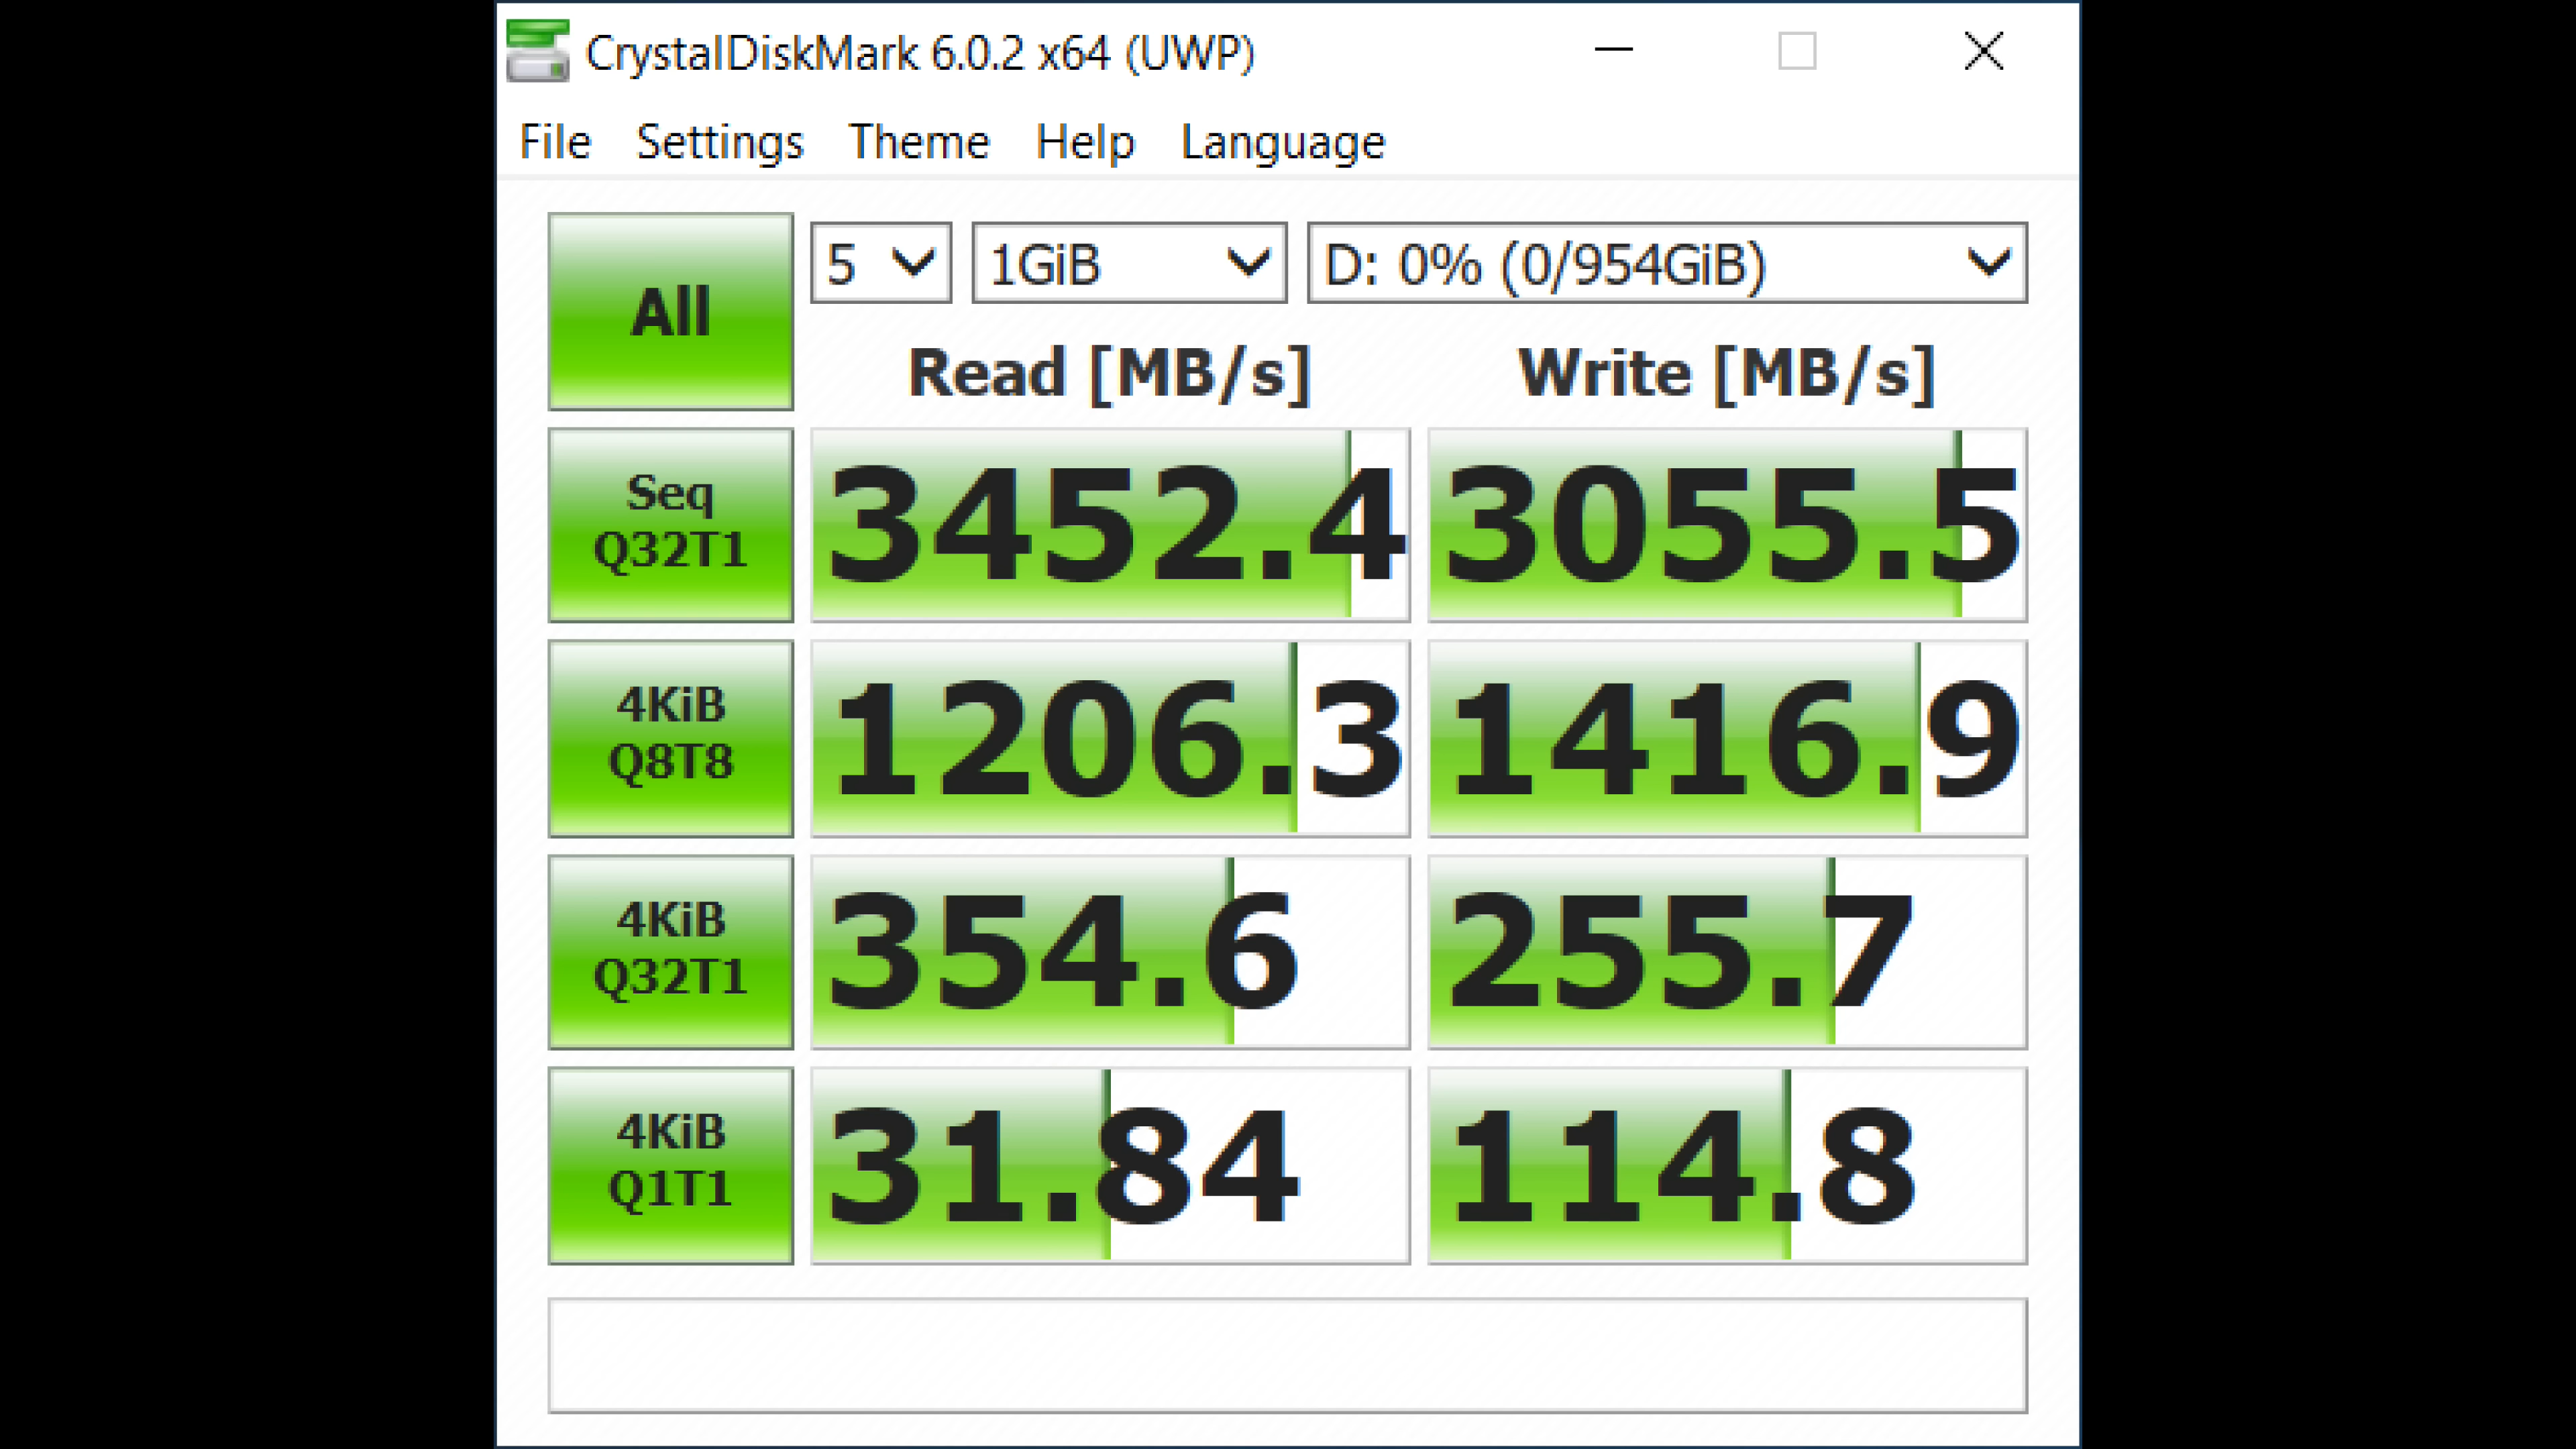 CrystalDiskMark 6.0.2 x64 (UWP)
File Settings Theme Help Language
All 5 1GiB D: 0% (0/954GiB)
Read [MB/s] Write [MB/s]
Seq
Q32T1
3452.4 3055.5
4KiB
Q8T8
1206.3 1416.9
4KiB
Q32T1
354.6 255.7
4KiB
Q1T1
31.84 114.8